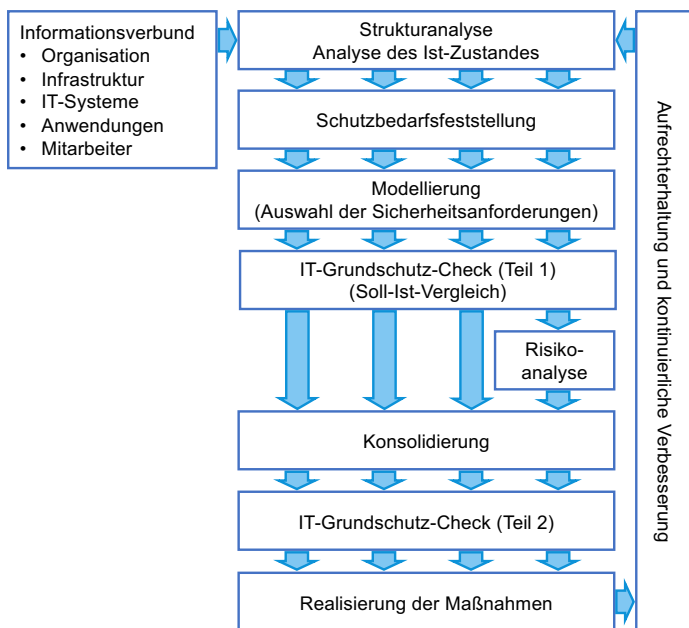 Informationsverbund
• Organisation
• Infrastruktur
• IT-Systeme
• Anwendungen
• Mitarbeiter
Strukturanalyse
Analyse des Ist-Zustandes
Schutzbedarfsfeststellung
Modellierung
(Auswahl der Sicherheitsanforderungen)
IT-Grundschutz-Check (Teil 1)
(Soll-Ist-Vergleich)
Risiko-
analyse
Konsolidierung
IT-Grundschutz-Check (Teil 2)
Realisierung der Maßnahmen
Aufrechterhaltung und kontinuierliche Verbesserung